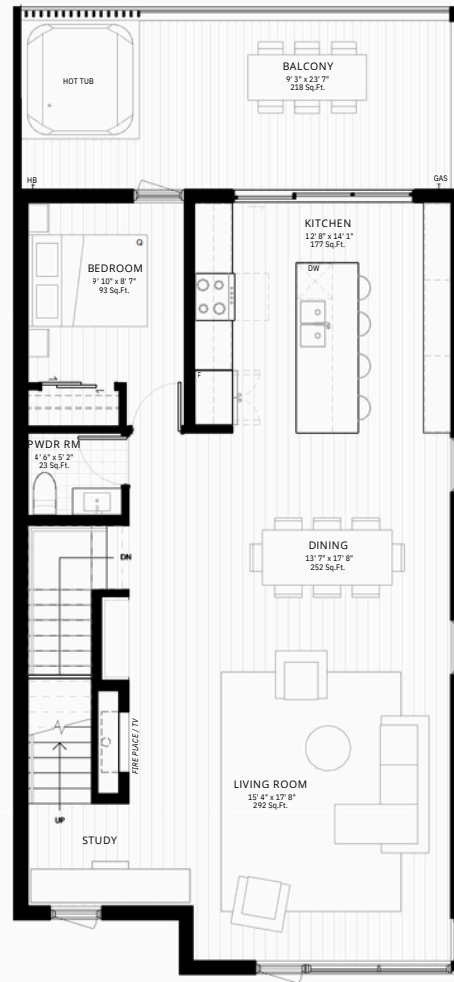 BALCONY
9' 3" x 23' 7"
218 Sq.Ft.
HOT TUB
HB
GAS
KITCHEN
12' 8" x 14' 1"
177 Sq.Ft.
DW
BEDROOM
9' 10" x 8' 7"
93 Sq.Ft.
Q
F
PWDR RM
4' 6" x 5' 2"
23 Sq.Ft.
DINING
13' 7" x 17' 8"
252 Sq.Ft.
DN
FIRE PLACE / TV
LIVING ROOM
15' 4" x 17' 8"
292 Sq.Ft.
UP
STUDY